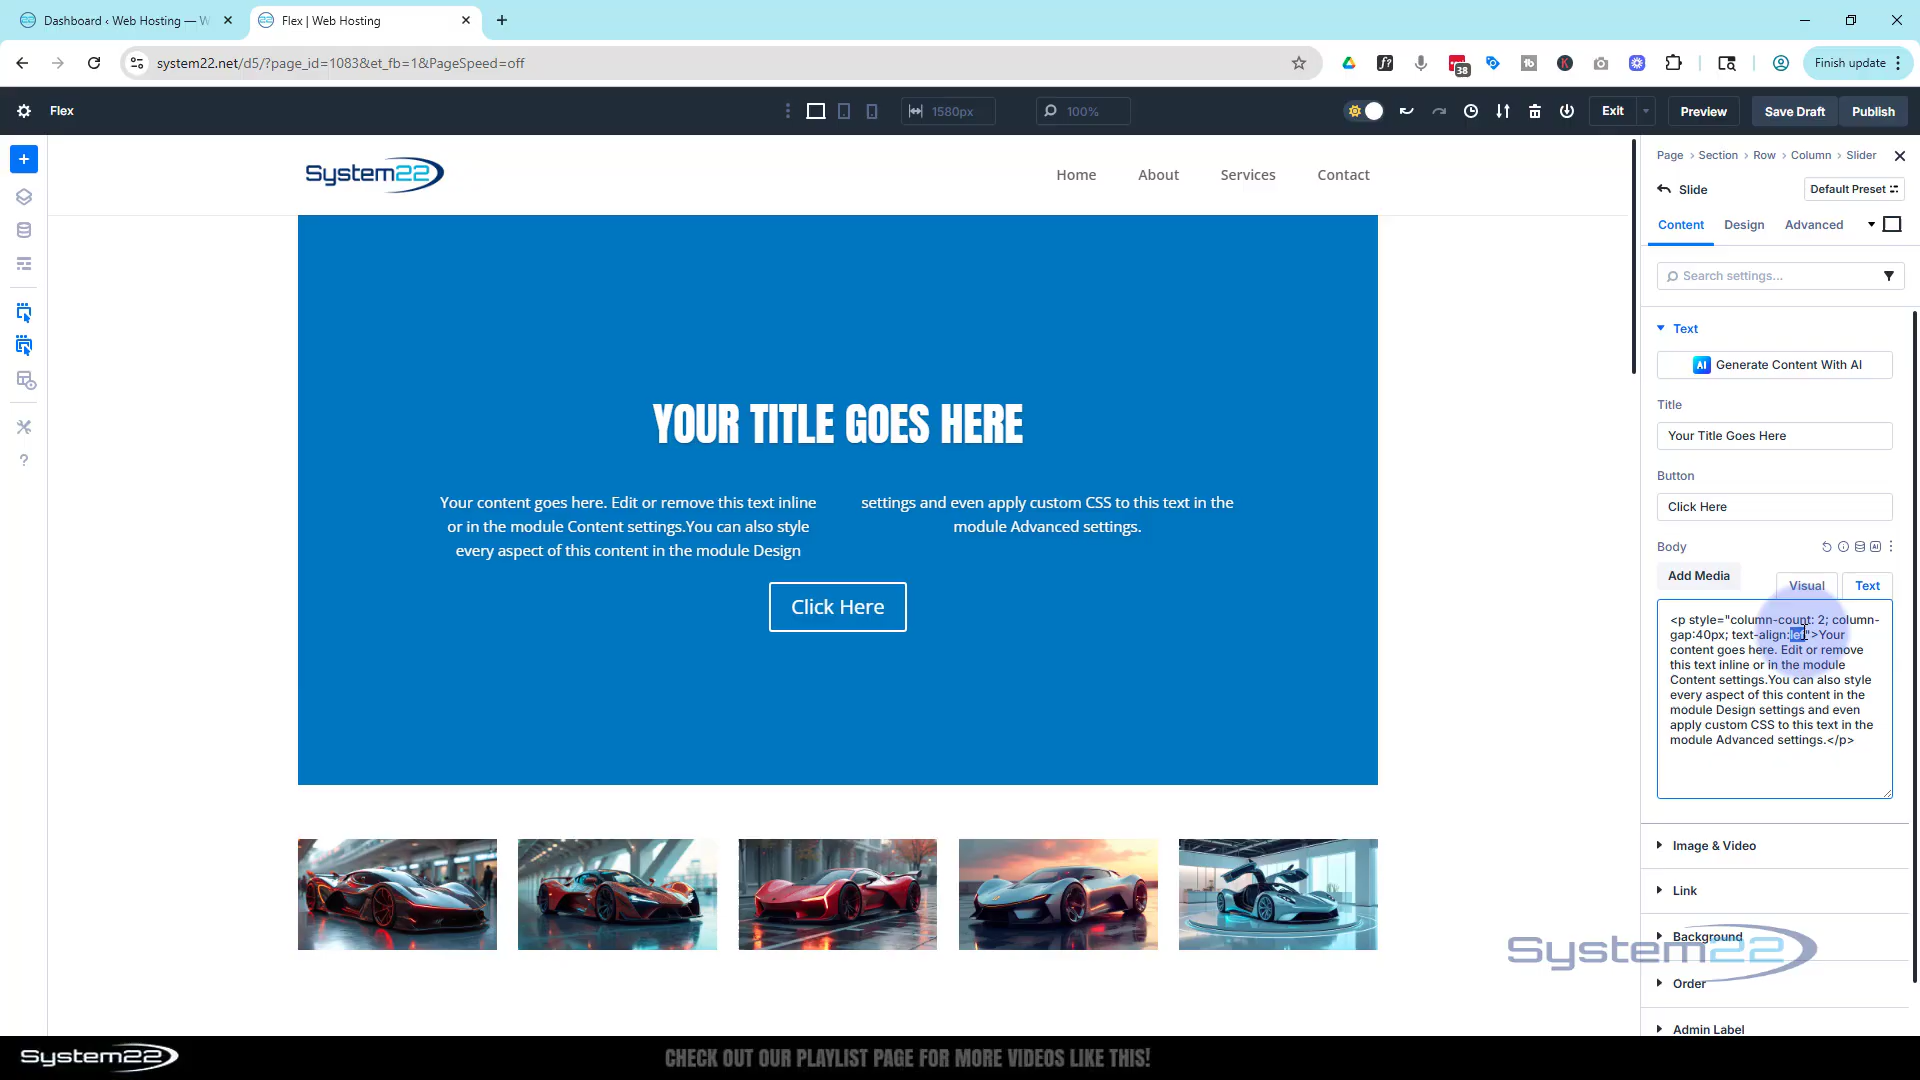 Dashboard ‹ Web Hosting — W
Flex | Web Hosting
system22.net/d5/?page_id=1083&et_fb=1&PageSpeed=off
38
Finish update
Flex
1580px
100%
Exit
Preview
Save Draft
Publish
System22
Home
About
Services
Contact
YOUR TITLE GOES HERE
Your content goes here. Edit or remove this text inline
or in the module Content settings.You can also style
every aspect of this content in the module Design
settings and even apply custom CSS to this text in the
module Advanced settings.
Click Here
Page › Section › Row › Column › Slider
Slide
Default Preset
Content
Design
Advanced
Search settings...
Text
AI Generate Content With AI
Title
Your Title Goes Here
Button
Click Here
Body
Add Media
Visual
Text
<p style="column-count: 2; column-
gap:40px; text-align:left">Your
content goes here. Edit or remove
this text inline or in the module
Content settings.You can also style
every aspect of this content in the
module Design settings and even
apply custom CSS to this text in the
module Advanced settings.</p>
Image & Video
Link
Background
System22
Order
Admin Label
System22
CHECK OUT OUR PLAYLIST PAGE FOR MORE VIDEOS LIKE THIS!